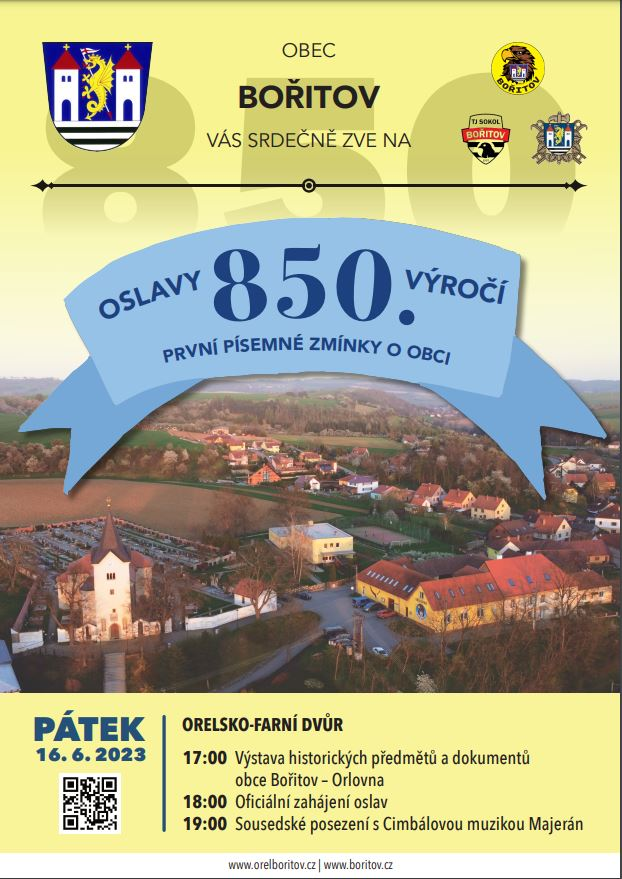 OBEC
BOŘITOV
VÁS SRDEČNĚ ZVE NA
850
BOŘITOV
TJ SOKOL
BOŘITOV
OSLAVY 850. VÝROČÍ
PRVNÍ PÍSEMNÉ ZMÍNKY O OBCI
PÁTEK
16. 6. 2023
ORELSKO-FARNÍ DVŮR
17:00 Výstava historických předmětů a dokumentů
obce Bořitov – Orlovna
18:00 Oficiální zahájení oslav
19:00 Sousedské posezení s Cimbálovou muzikou Majerán
www.orelboritov.cz | www.boritov.cz